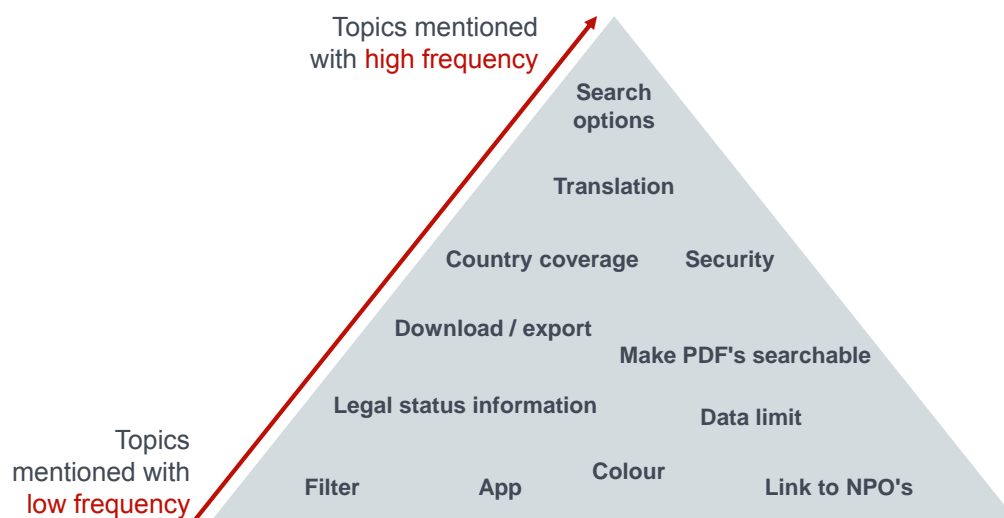 Topics mentioned
with high frequency
Search
options
Translation
Country coverage
Security
Download / export
Make PDF's searchable
Legal status information
Data limit
Topics
mentioned with
low frequency
Filter
App
Colour
Link to NPO's